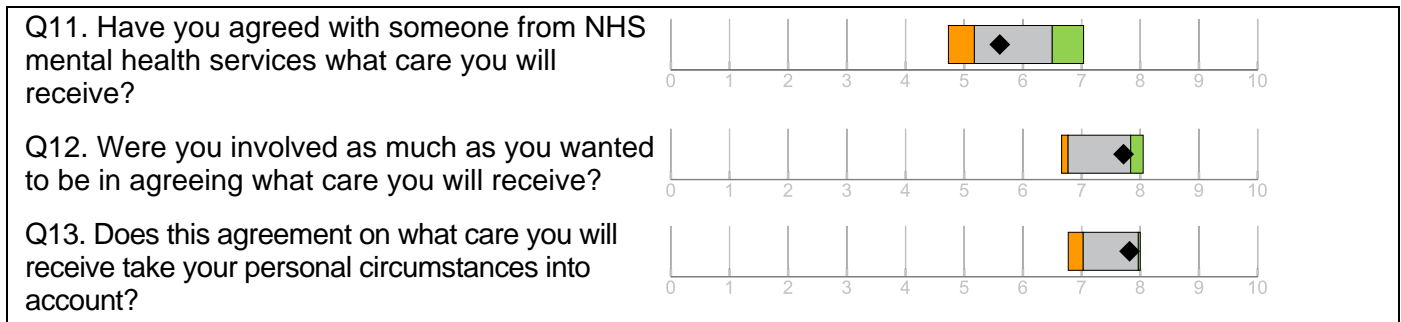 Q11. Have you agreed with someone from NHS
mental health services what care you will
receive?
0 1 2 3 4 5 6 7 8 9 10
Q12. Were you involved as much as you wanted
to be in agreeing what care you will receive?
0 1 2 3 4 5 6 7 8 9 10
Q13. Does this agreement on what care you will
receive take your personal circumstances into
account?
0 1 2 3 4 5 6 7 8 9 10